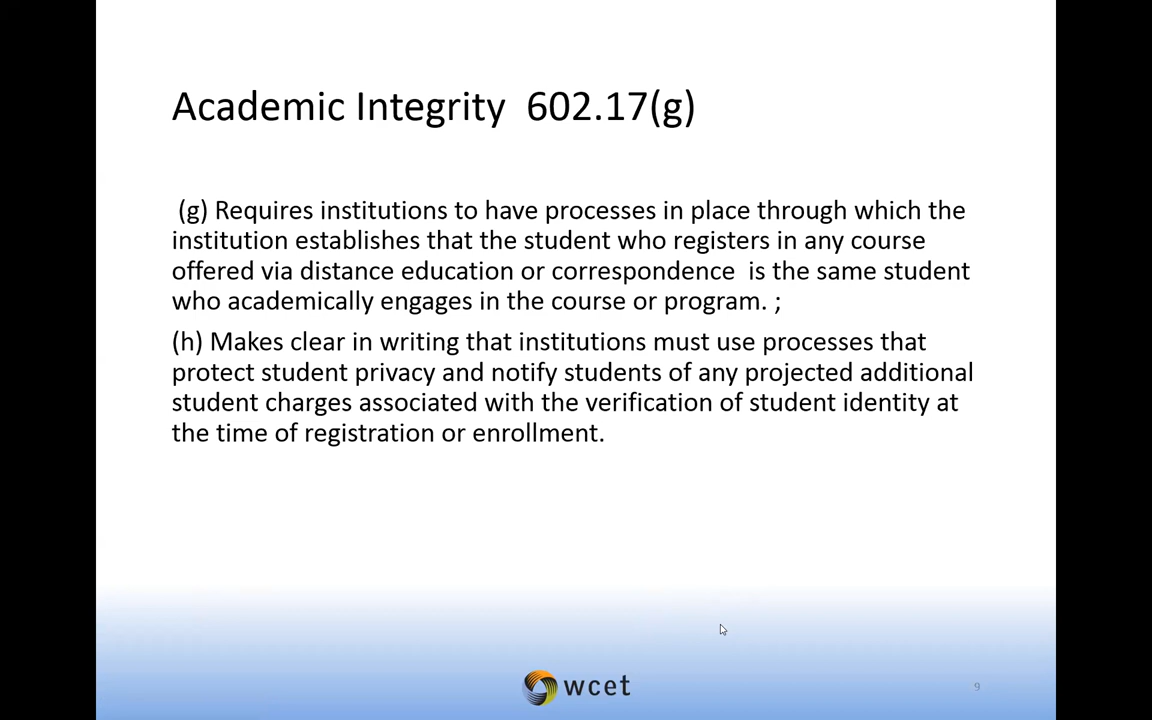 Academic Integrity  602.17(g)
(g) Requires institutions to have processes in place through which the
institution establishes that the student who registers in any course
offered via distance education or correspondence  is the same student
who academically engages in the course or program. ;
(h) Makes clear in writing that institutions must use processes that
protect student privacy and notify students of any projected additional
student charges associated with the verification of student identity at
the time of registration or enrollment.
wcet
9